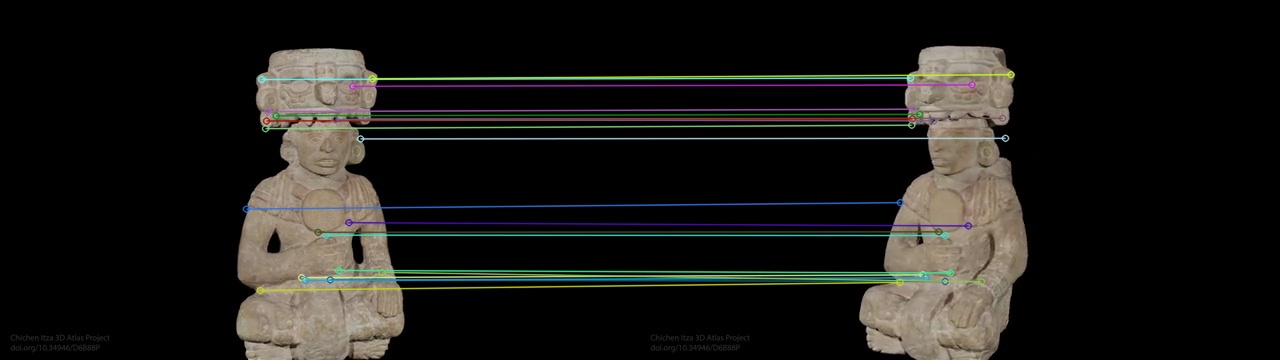 Chichen Itza 3D Atlas Project
doi.org/10.34946/D6B88P
Chichen Itza 3D Atlas Project
doi.org/10.34946/D6B88P